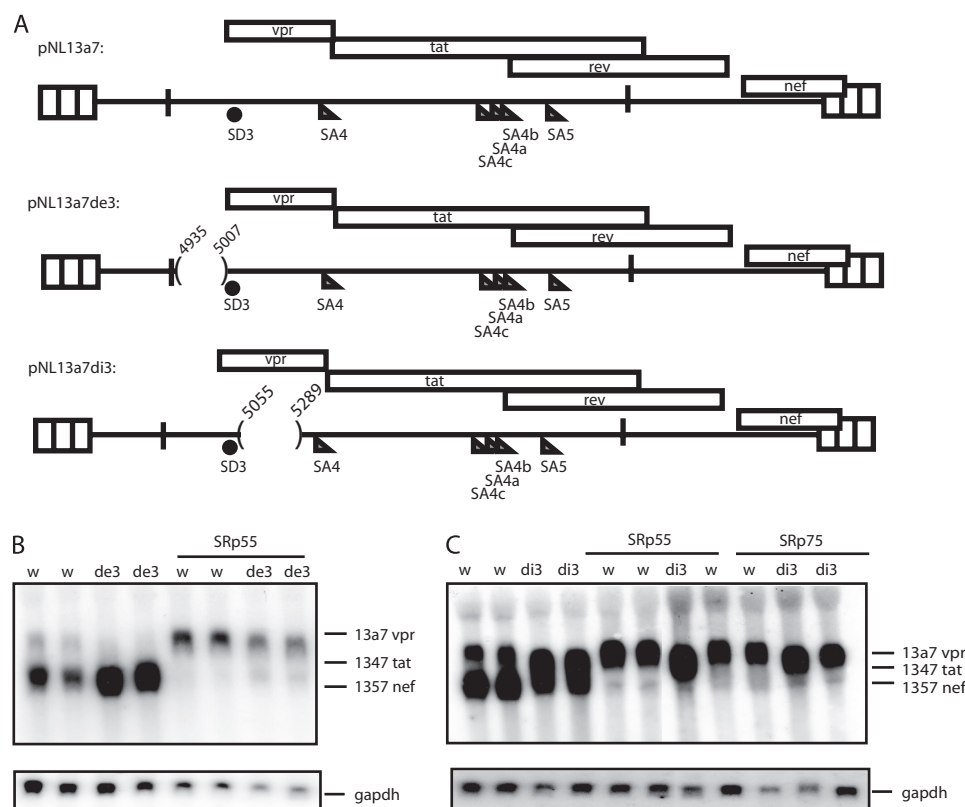 A
pNL13a7:
vpr
tat
rev
nef
SD3
SA4
SA4b
SA5
SA4a
SA4c
pNL13a7de3:
vpr
tat
4935
5007
rev
nef
SD3
SA4
SA4b
SA5
SA4a
SA4c
pNL13a7di3:
vpr
tat
5055
5289
rev
nef
SD3
SA4
SA4b
SA5
SA4a
SA4c
B
SRp55
w w de3 de3 w w de3 de3
13a7 vpr
1347 tat
1357 nef
gapdh
C
SRp55 SRp75
w w di3 di3 w w di3 w w di3 di3
13a7 vpr
1347 tat
1357 nef
gapdh